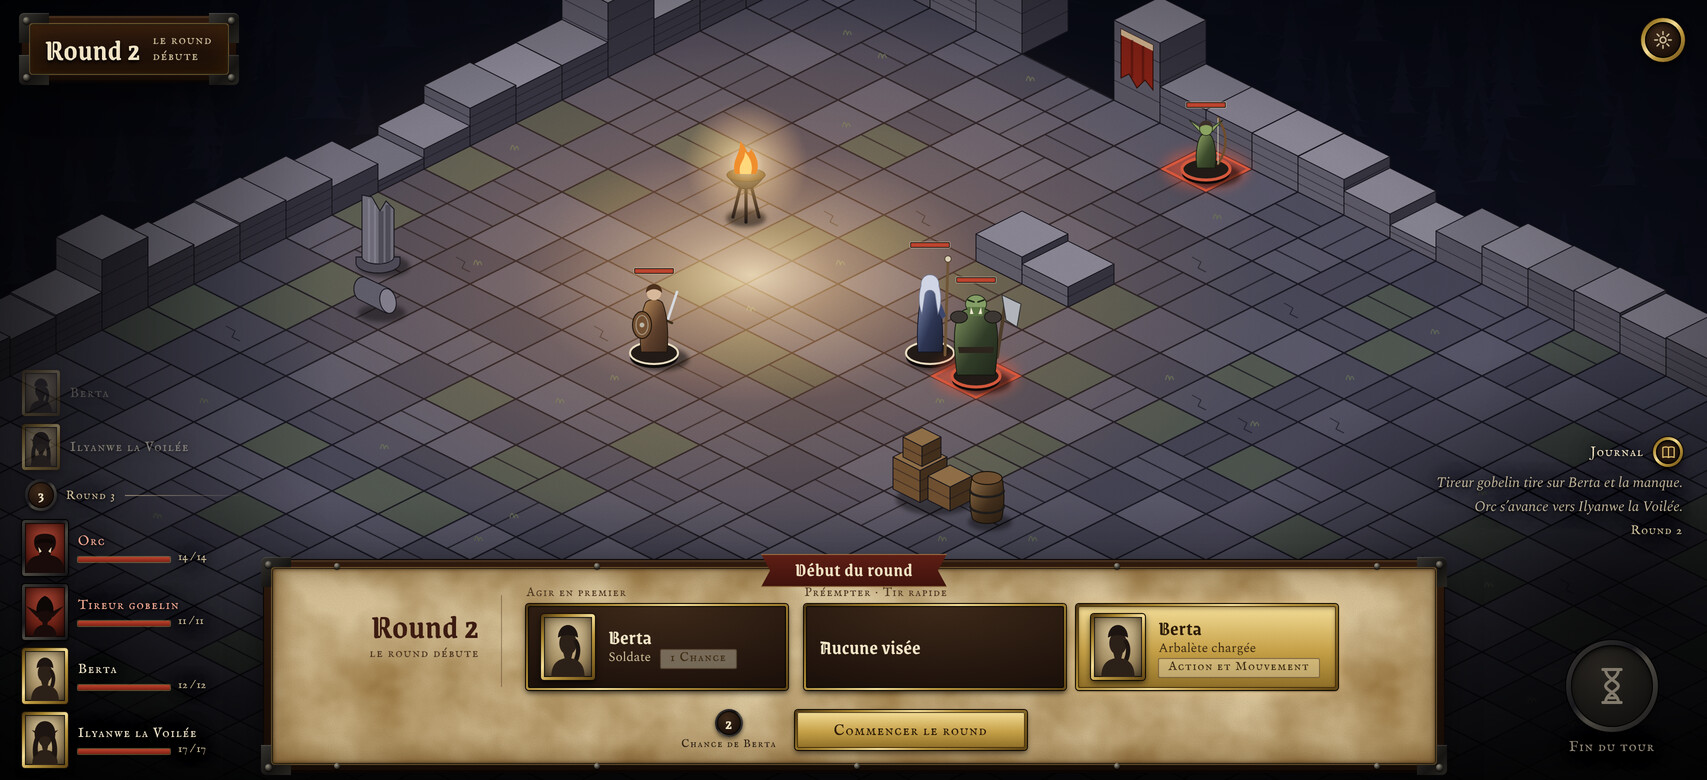 Round 2
LE ROUND
DÉBUTE
Berta
Ilyanwe la Voilée
3 Round 3
Orc
14/14
Tireur gobelin
11/11
Berta
12/12
Ilyanwe la Voilée
17/17
Journal
Tireur gobelin tire sur Berta et la manque.
Orc s'avance vers Ilyanwe la Voilée.
Round 2
Début du round
Round 2
LE ROUND DÉBUTE
Agir en premier
Berta
Soldate 1 Chance
Préempter · Tir rapide
Aucune visée
Berta
Arbalète chargée
Action et Mouvement
2
Chance de Berta
Commencer le round
Fin du tour